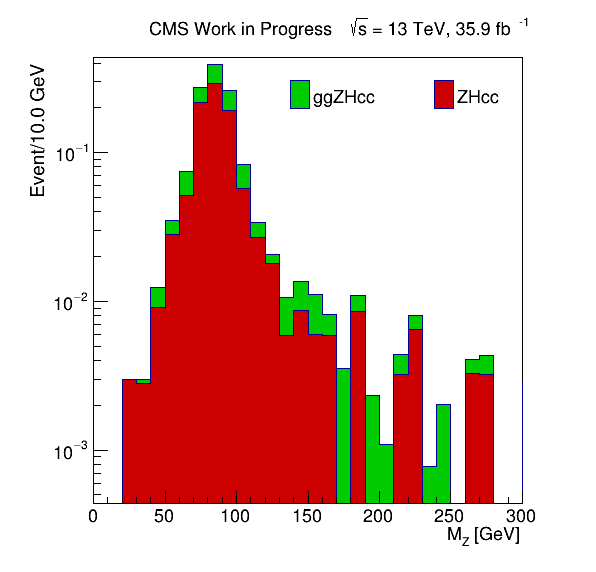 CMS Work in Progress √s = 13 TeV, 35.9 fb⁻¹
Event/10.0 GeV
ggZHcc ZHcc
10⁻¹
10⁻²
10⁻³
0 50 100 150 200 250 300
M_Z [GeV]